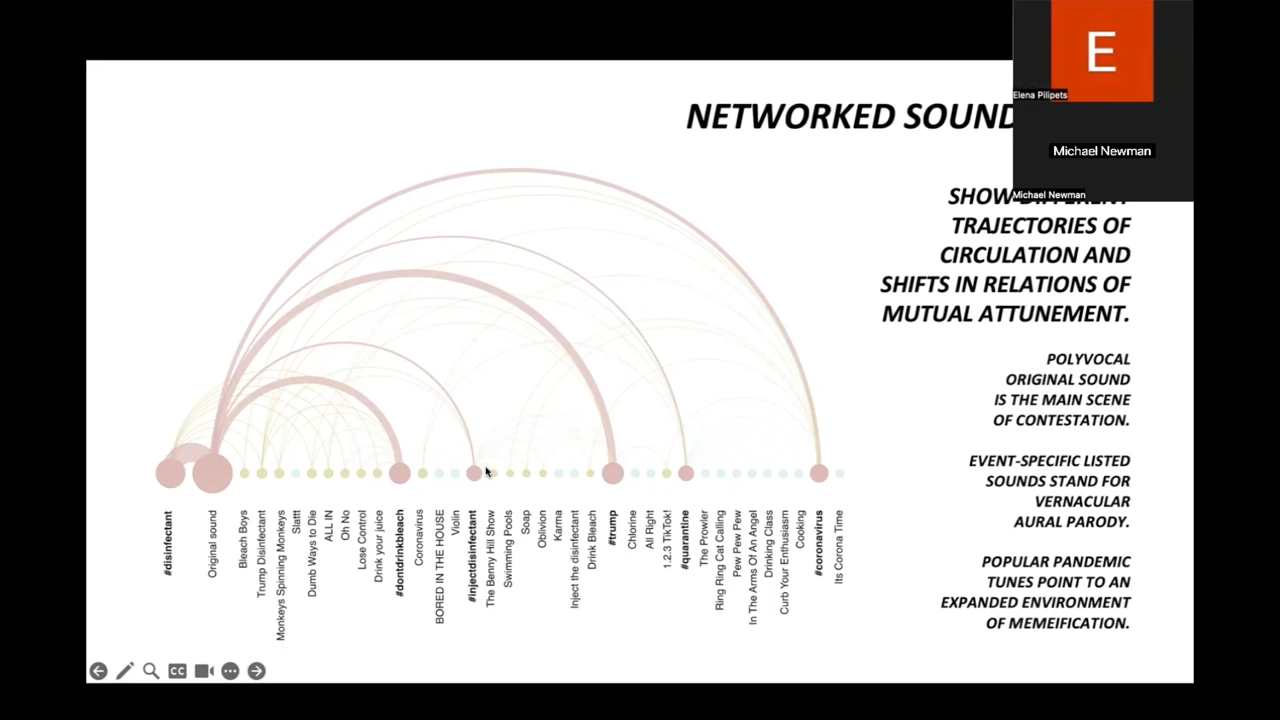 E
Elena Pilipets
Michael Newman
Michael Newman
NETWORKED SOUND
SHOW DIFFERENT
TRAJECTORIES OF
CIRCULATION AND
SHIFTS IN RELATIONS OF
MUTUAL ATTUNEMENT.
POLYVOCAL
ORIGINAL SOUND
IS THE MAIN SCENE
OF CONTESTATION.
EVENT-SPECIFIC LISTED
SOUNDS STAND FOR
VERNACULAR
AURAL PARODY.
POPULAR PANDEMIC
TUNES POINT TO AN
EXPANDED ENVIRONMENT
OF MEMEIFICATION.
#disinfectant
Original sound
Bleach Boys
Trump Disinfectant
Monkeys Spinning Monkeys
Slattt
Dumb Ways to Die
ALL IN
Oh No
Lose Control
Drink your juice
#dontdrinkbleach
Coronavirus
BORED IN THE HOUSE
Violin
#injectdisinfectant
The Benny Hill Show
Swimming Pools
Soap
Oblivion
Karma
Inject the disinfectant
Drink Bleach
#trump
Chlorine
All Right
1.2.3 TikTok!
#quarantine
The Prowler
Ring Ring Cat Calling
Pew Pew Pew
In The Arms Of An Angel
Drinking Class
Curb Your Enthusiasm
Cooking
#coronavirus
Its Corona Time
CC